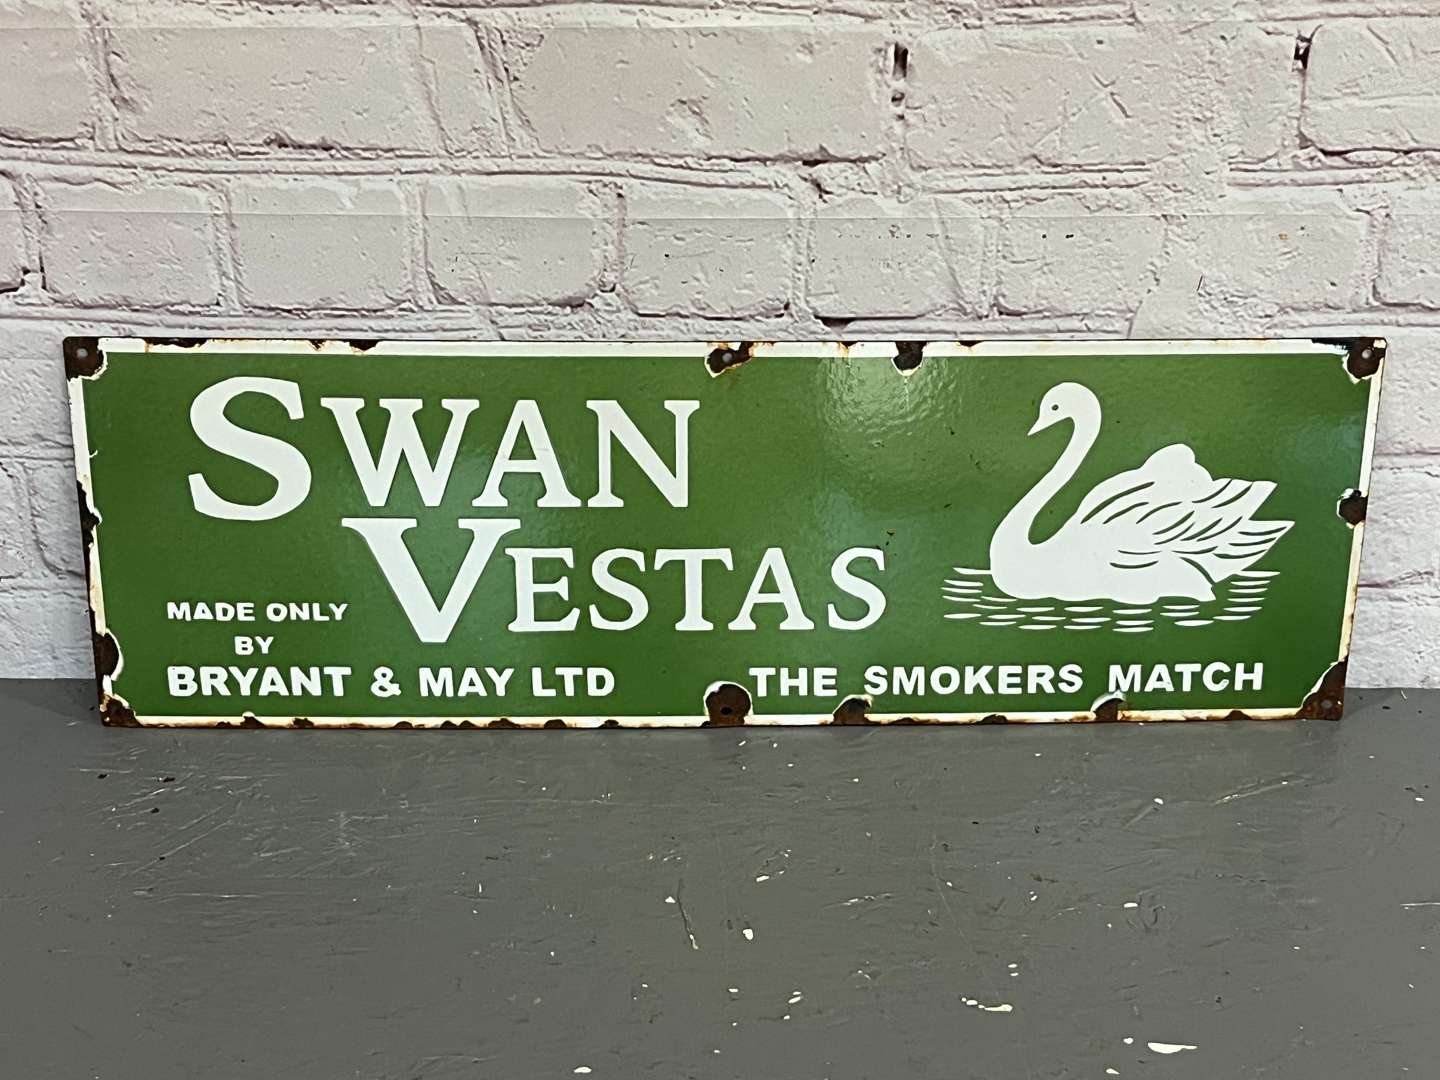 SWAN
VESTAS
MADE ONLY
BY
BRYANT & MAY LTD
THE SMOKERS MATCH